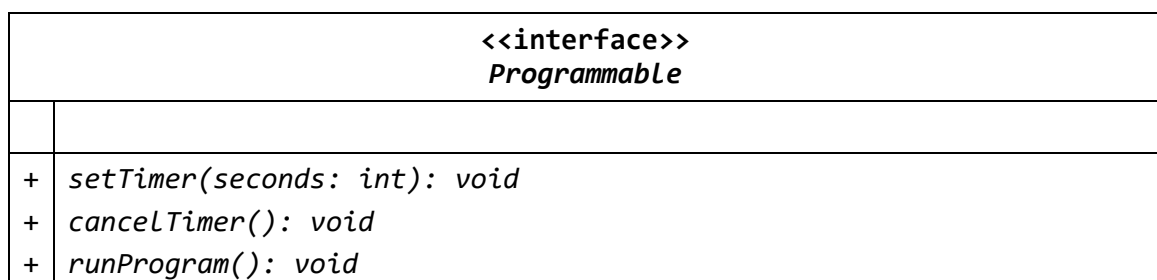 <<interface>>
Programmable
+ setTimer(seconds: int): void
+ cancelTimer(): void
+ runProgram(): void